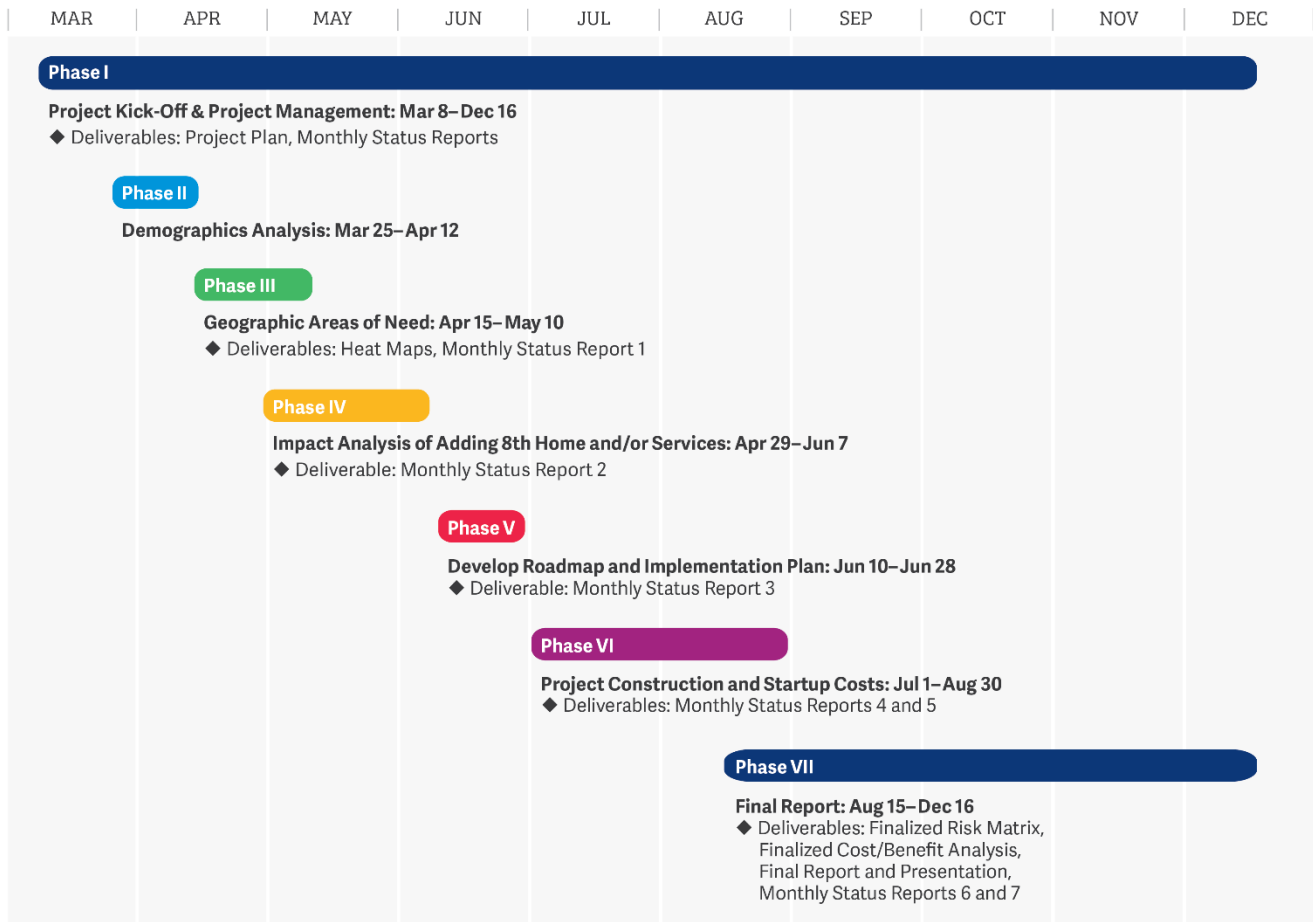 MAR APR MAY JUN JUL AUG SEP OCT NOV DEC
Phase I
Project Kick-Off & Project Management: Mar 8–Dec 16
◆ Deliverables: Project Plan, Monthly Status Reports
Phase II
Demographics Analysis: Mar 25–Apr 12
Phase III
Geographic Areas of Need: Apr 15–May 10
◆ Deliverables: Heat Maps, Monthly Status Report 1
Phase IV
Impact Analysis of Adding 8th Home and/or Services: Apr 29–Jun 7
◆ Deliverable: Monthly Status Report 2
Phase V
Develop Roadmap and Implementation Plan: Jun 10–Jun 28
◆ Deliverable: Monthly Status Report 3
Phase VI
Project Construction and Startup Costs: Jul 1–Aug 30
◆ Deliverables: Monthly Status Reports 4 and 5
Phase VII
Final Report: Aug 15–Dec 16
◆ Deliverables: Finalized Risk Matrix,
Finalized Cost/Benefit Analysis,
Final Report and Presentation,
Monthly Status Reports 6 and 7